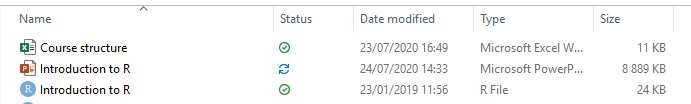 Name Status Date modified Type Size
Course structure 23/07/2020 16:49 Microsoft Excel W... 11 KB
Introduction to R 24/07/2020 14:33 Microsoft PowerP... 8 889 KB
R Introduction to R 23/01/2019 11:56 R File 24 KB